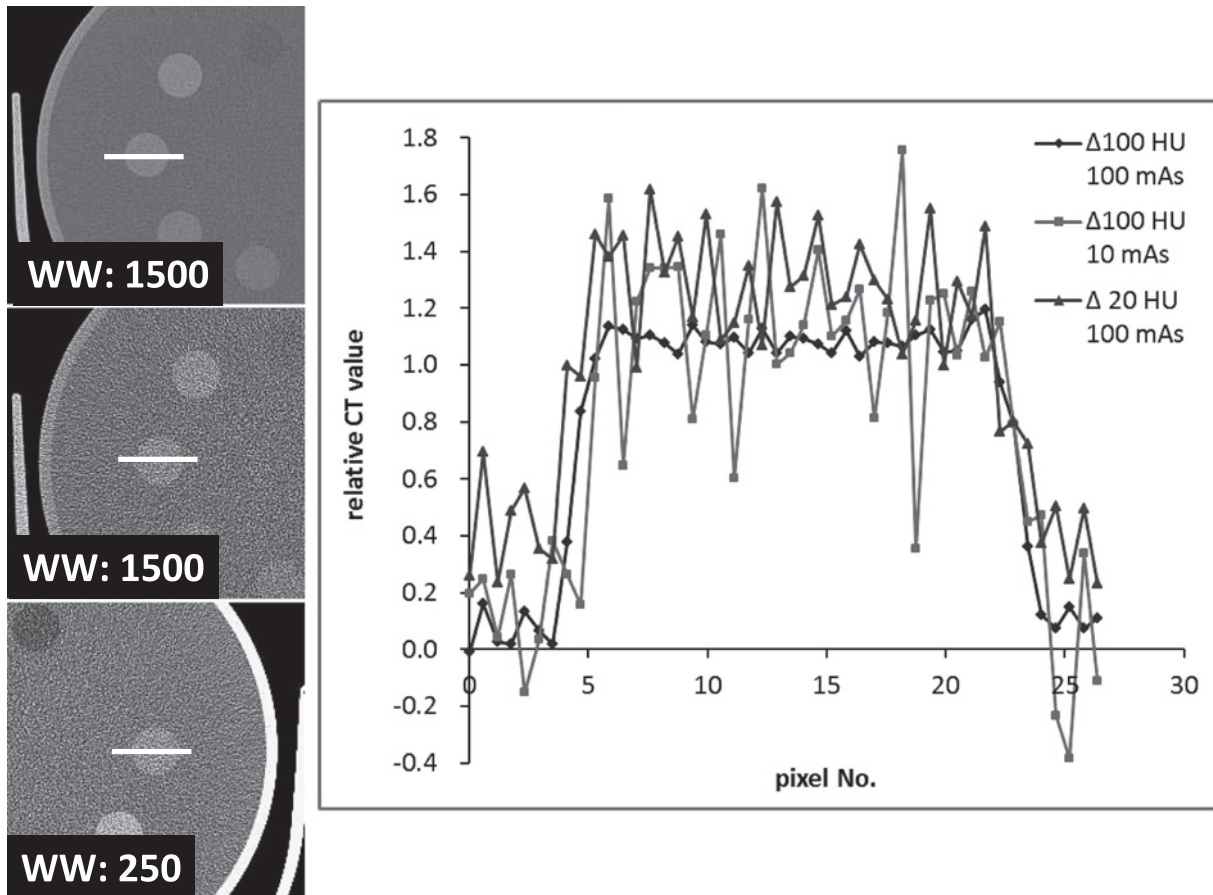 WW: 1500
WW: 1500
WW: 250
1.8
1.6
1.4
1.2
1.0
0.8
0.6
0.4
0.2
0.0
-0.2
-0.4
relative CT value
0 5 10 15 20 25 30
pixel No.
Δ100 HU
100 mAs
Δ100 HU
10 mAs
Δ 20 HU
100 mAs